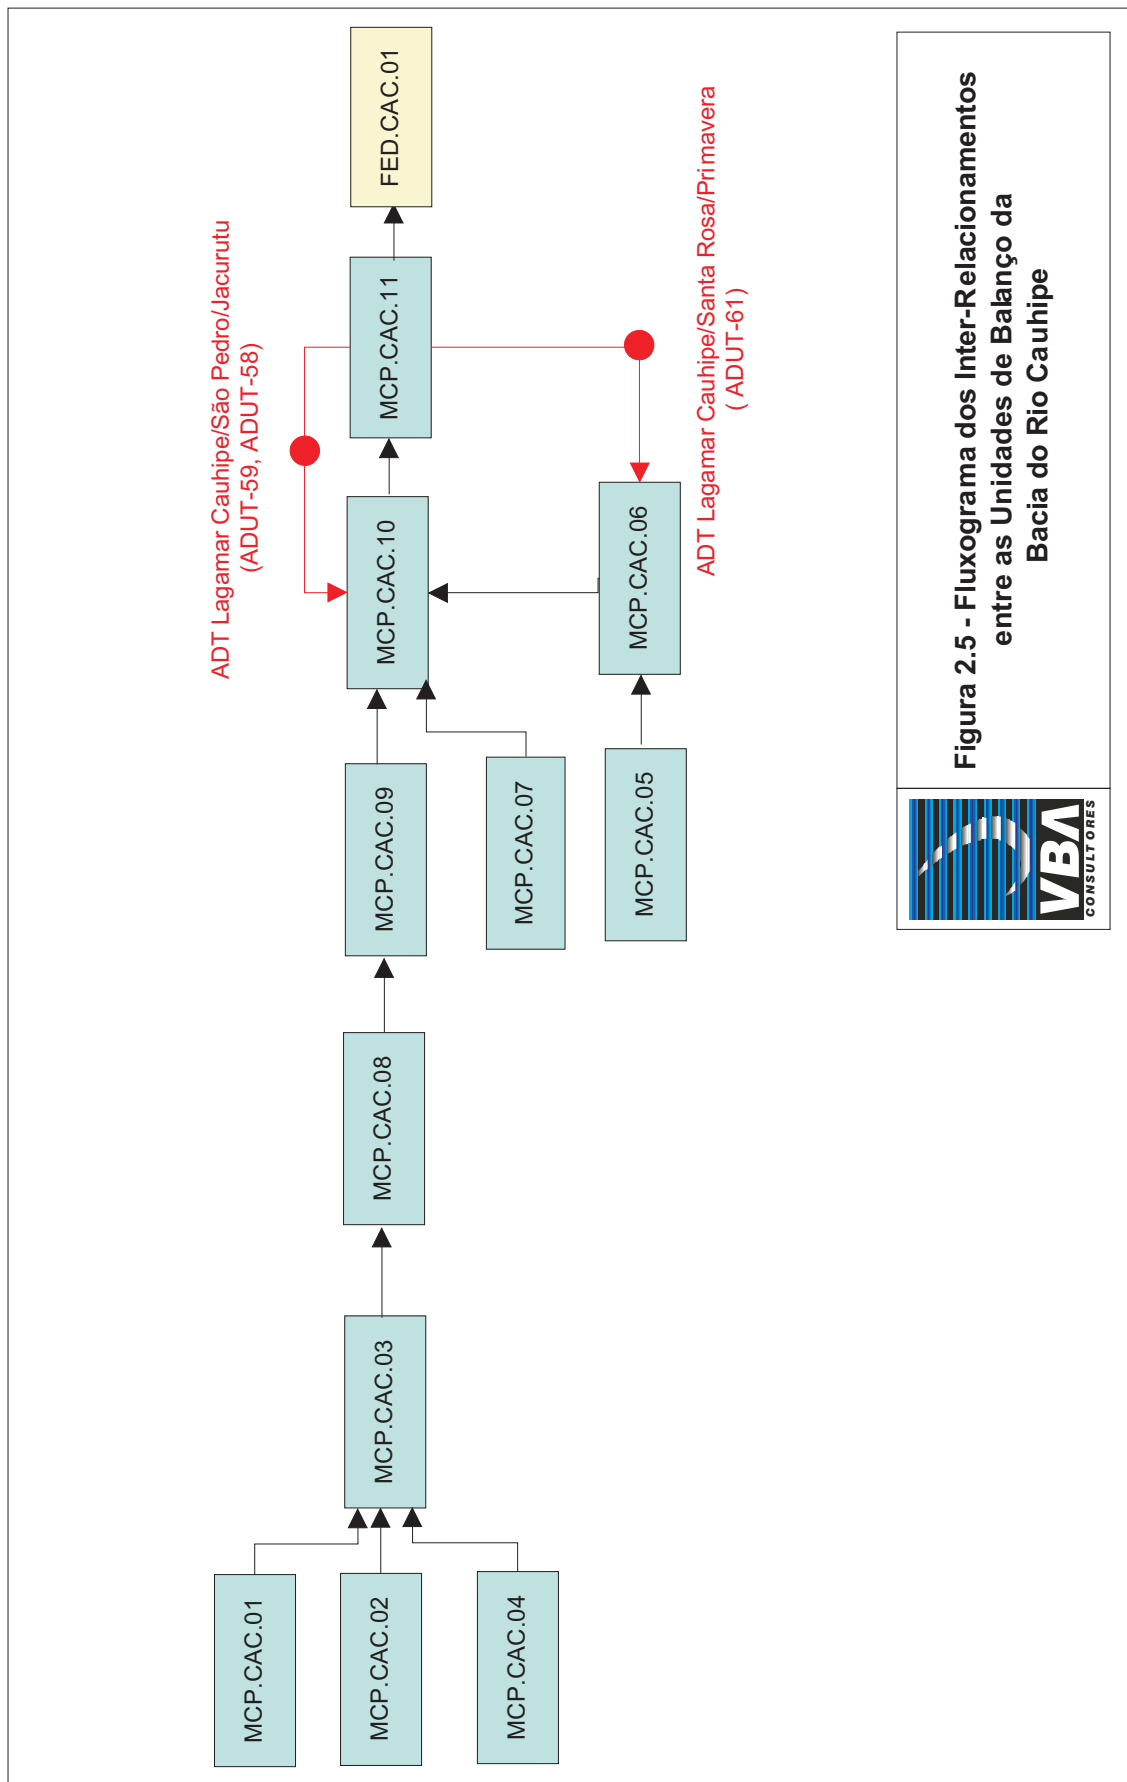 ADT Lagamar Cauhipe/São Pedro/Jacurutu
(ADUT-59, ADUT-58)
MCP.CAC.01
MCP.CAC.02
MCP.CAC.04
MCP.CAC.03
MCP.CAC.08
MCP.CAC.09
MCP.CAC.07
MCP.CAC.05
MCP.CAC.10
MCP.CAC.06
MCP.CAC.11
FED.CAC.01
ADT Lagamar Cauhipe/Santa Rosa/Primavera
( ADUT-61)
VBA
CONSULTORES
Figura 2.5 - Fluxograma dos Inter-Relacionamentos
entre as Unidades de Balanço da
Bacia do Rio Cauhipe